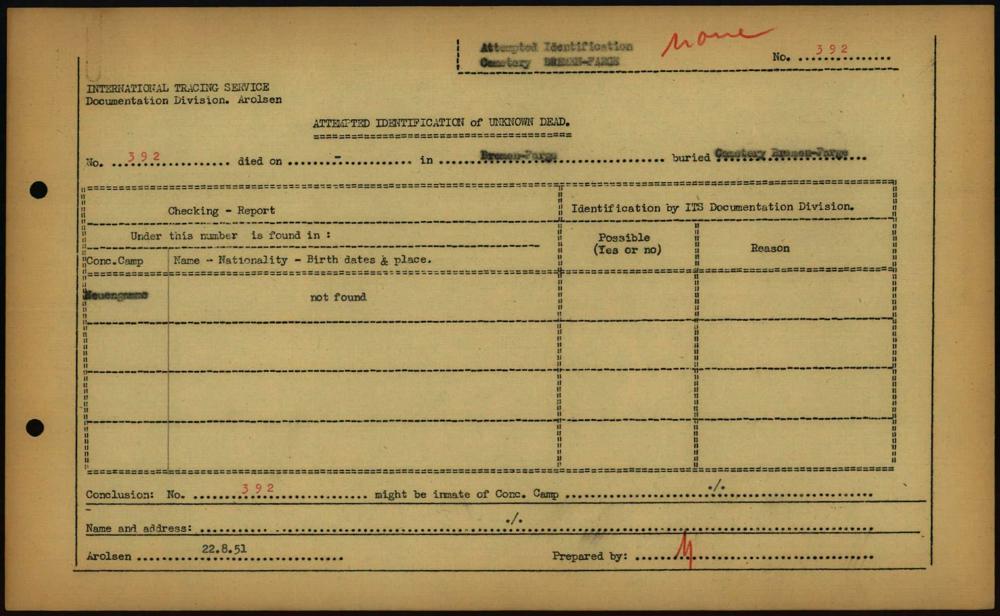 Attempted Identification
Cemetery BREMEN-FARGE
none
No. 392
INTERNATIONAL TRACING SERVICE
Documentation Division. Arolsen
ATTEMPTED IDENTIFICATION of UNKNOWN DEAD.
No. 392 died on - in Bremen-Farge buried Cemetery Bremen-Farge
Checking - Report
Identification by ITS Documentation Division.
Under this number is found in :
Possible
(Yes or no)
Reason
Conc.Camp
Name - Nationality - Birth dates & place.
Neuengamme
not found
Conclusion: No. 392 might be inmate of Conc. Camp ./.
Name and address: ./.
Arolsen 22.8.51
Prepared by: